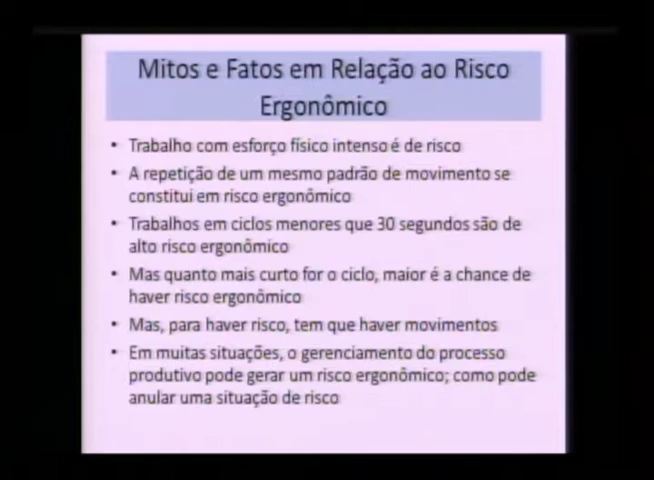 Mitos e Fatos em Relação ao Risco
Ergonômico
• Trabalho com esforço físico intenso é de risco
• A repetição de um mesmo padrão de movimento se
constitui em risco ergonômico
• Trabalhos em ciclos menores que 30 segundos são de
alto risco ergonômico
• Mas quanto mais curto for o ciclo, maior é a chance de
haver risco ergonômico
• Mas, para haver risco, tem que haver movimentos
• Em muitas situações, o gerenciamento do processo
produtivo pode gerar um risco ergonômico; como pode
anular uma situação de risco